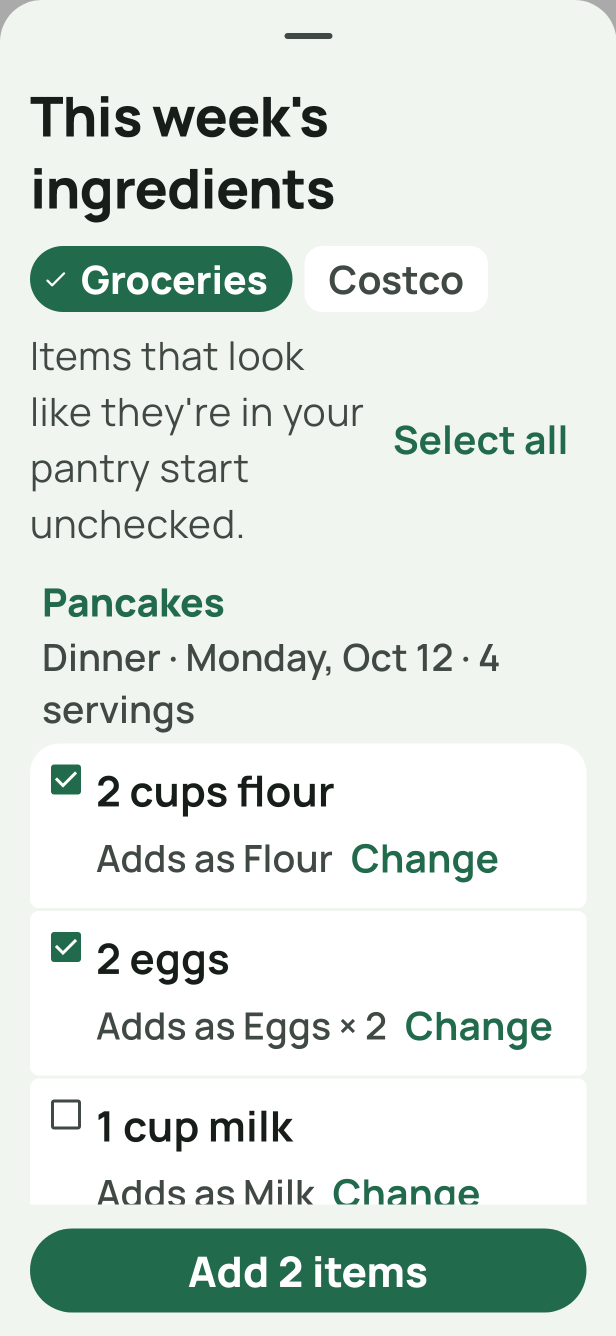 This week's
ingredients
Groceries
Costco
Items that look
like they're in your
pantry start
unchecked.
Select all
Pancakes
Dinner · Monday, Oct 12 · 4
servings
2 cups flour
Adds as Flour Change
2 eggs
Adds as Eggs × 2 Change
1 cup milk
Adds as Milk Change
Add 2 items